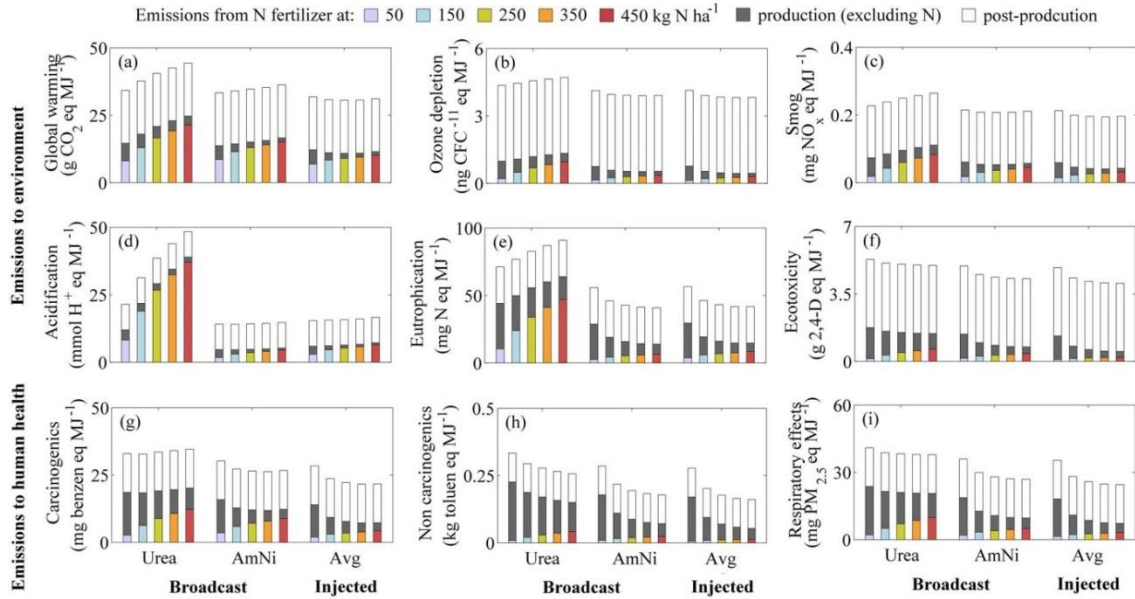 Emissions from N fertilizer at: 50 150 250 350 450 kg N ha⁻¹ production (excluding N) post-prodcution
Emissions to environment
Global warming
(g CO₂ eq MJ⁻¹)
50
25
0
(a)
Ozone depletion
(ng CFC⁻¹¹ eq MJ⁻¹)
6
3
0
(b)
Smog
(mg NOₓ eq MJ⁻¹)
0.4
0.2
0
(c)
Acidification
(mmol H⁺ eq MJ⁻¹)
50
25
0
(d)
Eutrophication
(mg N eq MJ⁻¹)
100
50
0
(e)
Ecotoxicity
(g 2,4-D eq MJ⁻¹)
7
3.5
0
(f)
Emissions to human health
Carcinogenics
(mg benzen eq MJ⁻¹)
50
25
0
(g)
Urea AmNi Avg
Broadcast Injected
Non carcinogenics
(kg toluen eq MJ⁻¹)
0.5
0.25
0
(h)
Urea AmNi Avg
Broadcast Injected
Respiratory effects
(mg PM₂.₅ eq MJ⁻¹)
60
30
0
(i)
Urea AmNi Avg
Broadcast Injected